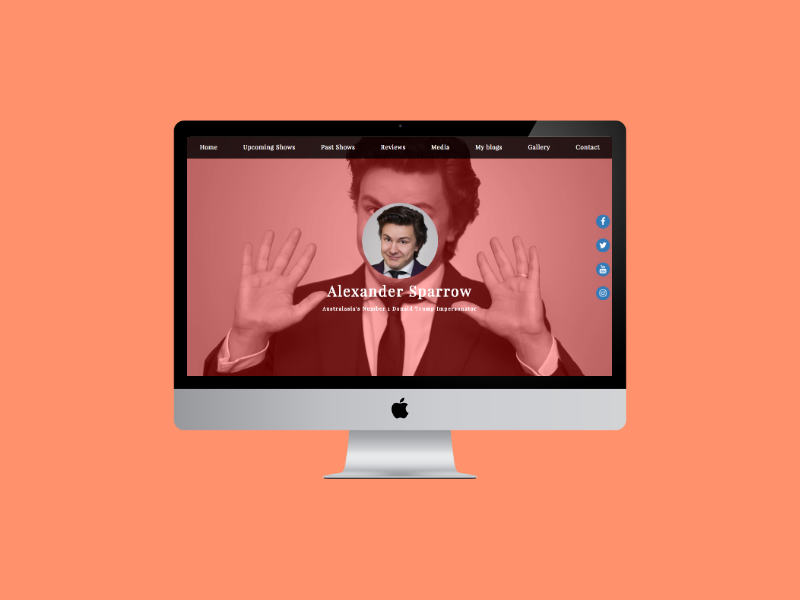 Home Upcoming Shows Past Shows Reviews Media My blogs Gallery Contact
Alexander Sparrow
Australasia's Number 1 Donald Trump Impersonator